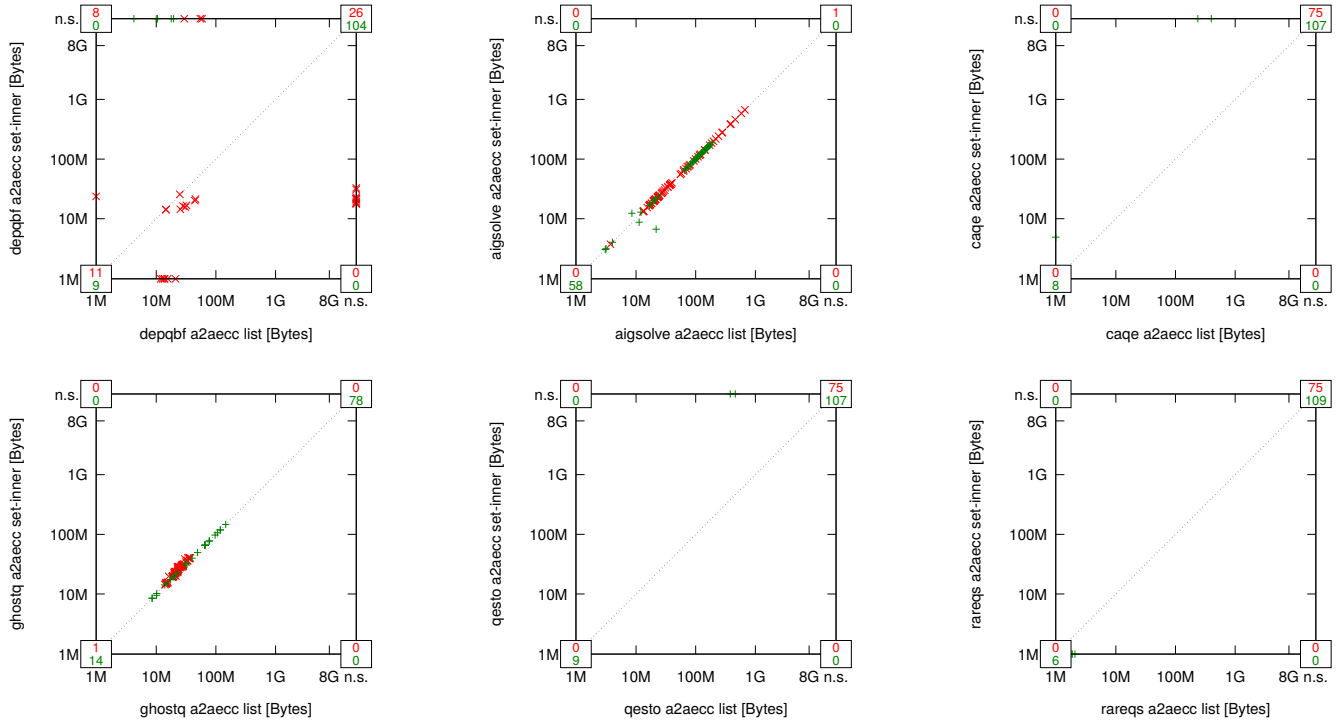 8 26
n.s. 0 104
8G
1G
100M
10M
11 0
1M 9 0
1M 10M 100M 1G 8G n.s.
depqbf a2aecc set-inner [Bytes]
depqbf a2aecc list [Bytes]
0 1
n.s. 0 0
8G
1G
100M
10M
0 0
1M 58 0
1M 10M 100M 1G 8G n.s.
aigsolve a2aecc set-inner [Bytes]
aigsolve a2aecc list [Bytes]
0 75
n.s. 0 107
8G
1G
100M
10M
0 0
1M 8 0
1M 10M 100M 1G 8G n.s.
caqe a2aecc set-inner [Bytes]
caqe a2aecc list [Bytes]
0 0
n.s. 0 78
8G
1G
100M
10M
1 0
1M 14 0
1M 10M 100M 1G 8G n.s.
ghostq a2aecc set-inner [Bytes]
ghostq a2aecc list [Bytes]
0 75
n.s. 0 107
8G
1G
100M
10M
0 0
1M 9 0
1M 10M 100M 1G 8G n.s.
qesto a2aecc set-inner [Bytes]
qesto a2aecc list [Bytes]
0 75
n.s. 0 109
8G
1G
100M
10M
0 0
1M 6 0
1M 10M 100M 1G 8G n.s.
rareqs a2aecc set-inner [Bytes]
rareqs a2aecc list [Bytes]